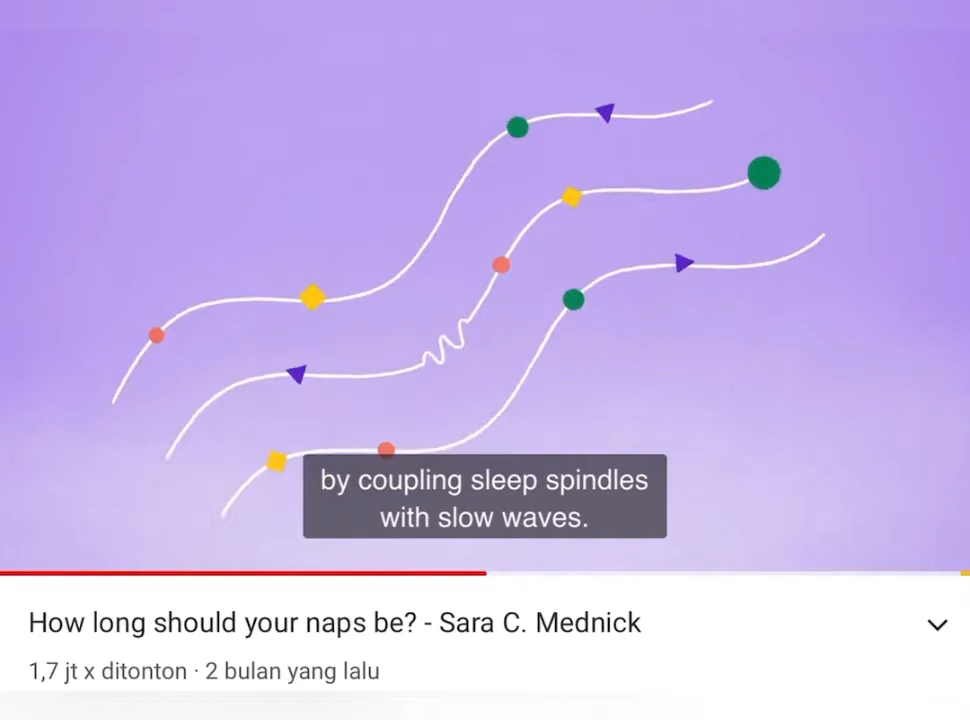 by coupling sleep spindles
with slow waves.
How long should your naps be? - Sara C. Mednick
1,7 jt x ditonton · 2 bulan yang lalu